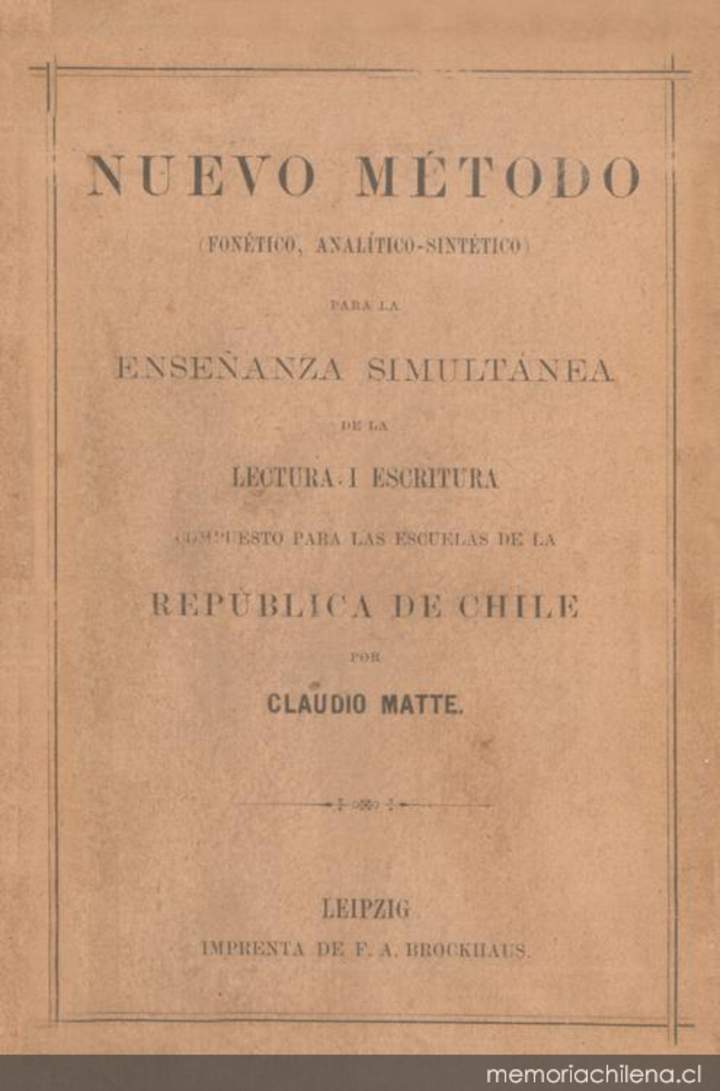 NUEVO MÉTODO
(FONÉTICO, ANALÍTICO-SINTÉTICO)
PARA LA
ENSEÑANZA SIMULTÁNEA
DE LA
LECTURA I ESCRITURA
COMPUESTO PARA LAS ESCUELAS DE LA
REPÚBLICA DE CHILE
POR
CLAUDIO MATTE.
LEIPZIG
IMPRENTA DE F. A. BROCKHAUS.
memoriachilena.cl